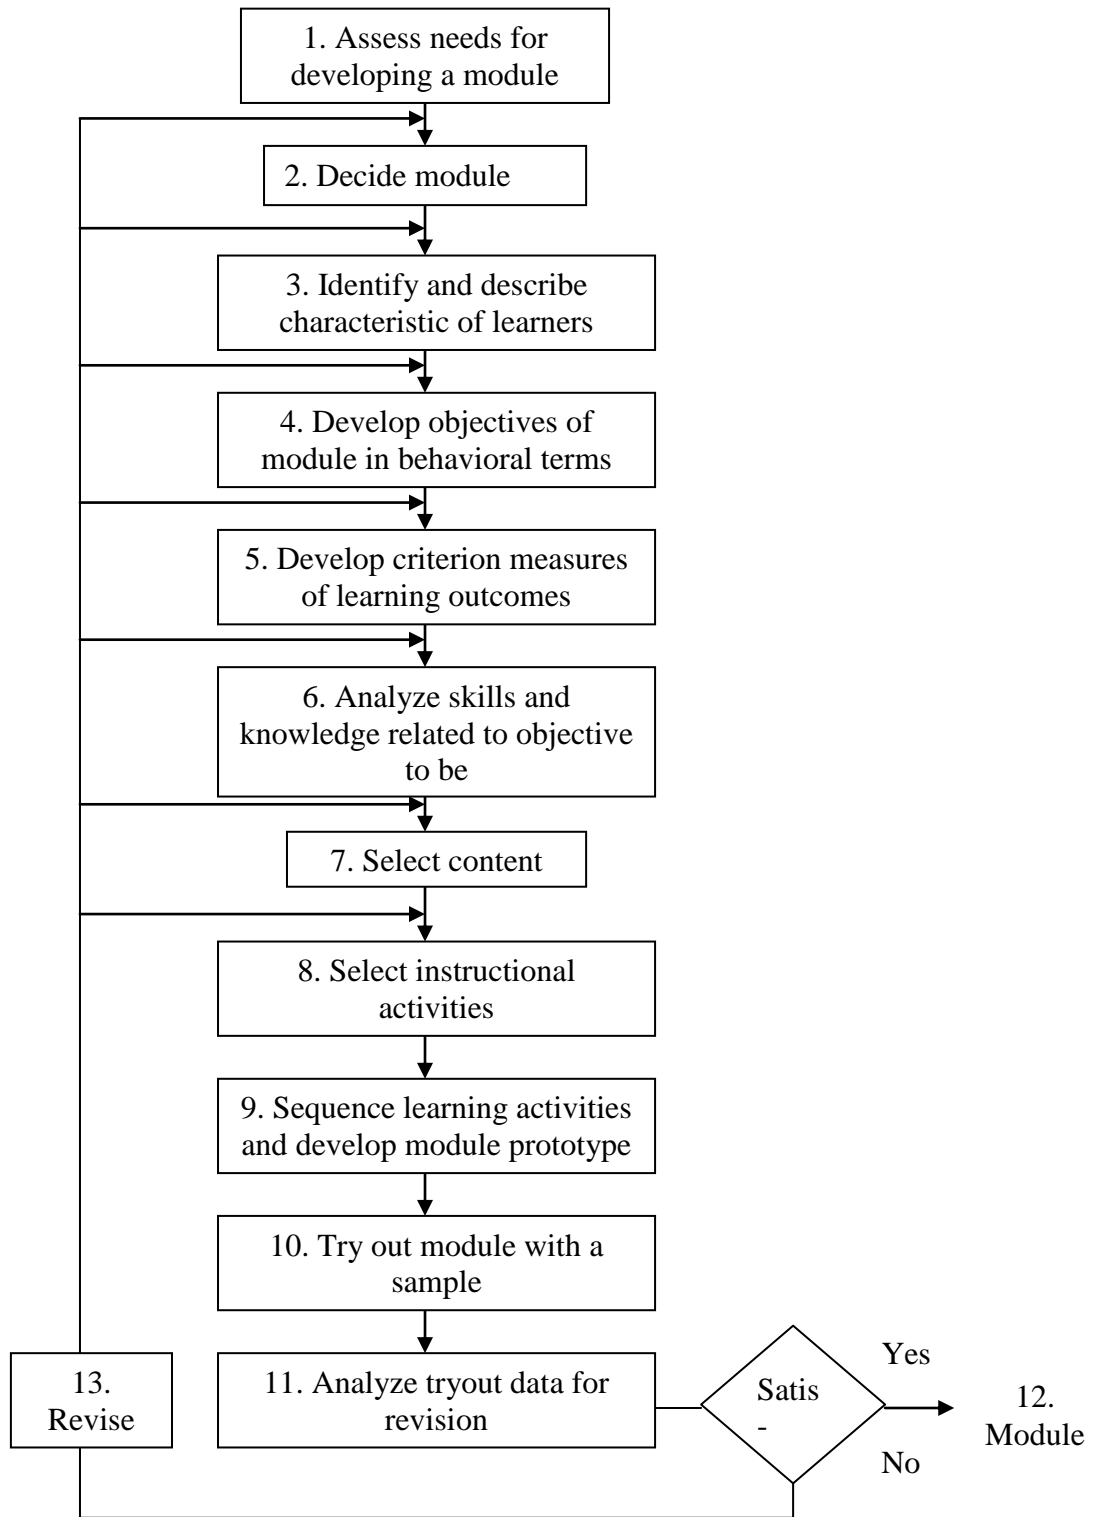 1. Assess needs for
developing a module
2. Decide module
3. Identify and describe
characteristic of learners
4. Develop objectives of
module in behavioral terms
5. Develop criterion measures
of learning outcomes
6. Analyze skills and
knowledge related to objective
to be
7. Select content
8. Select instructional
activities
9. Sequence learning activities
and develop module prototype
10. Try out module with a
sample
11. Analyze tryout data for
revision
13.
Revise
Satis
-
Yes
No
12.
Module